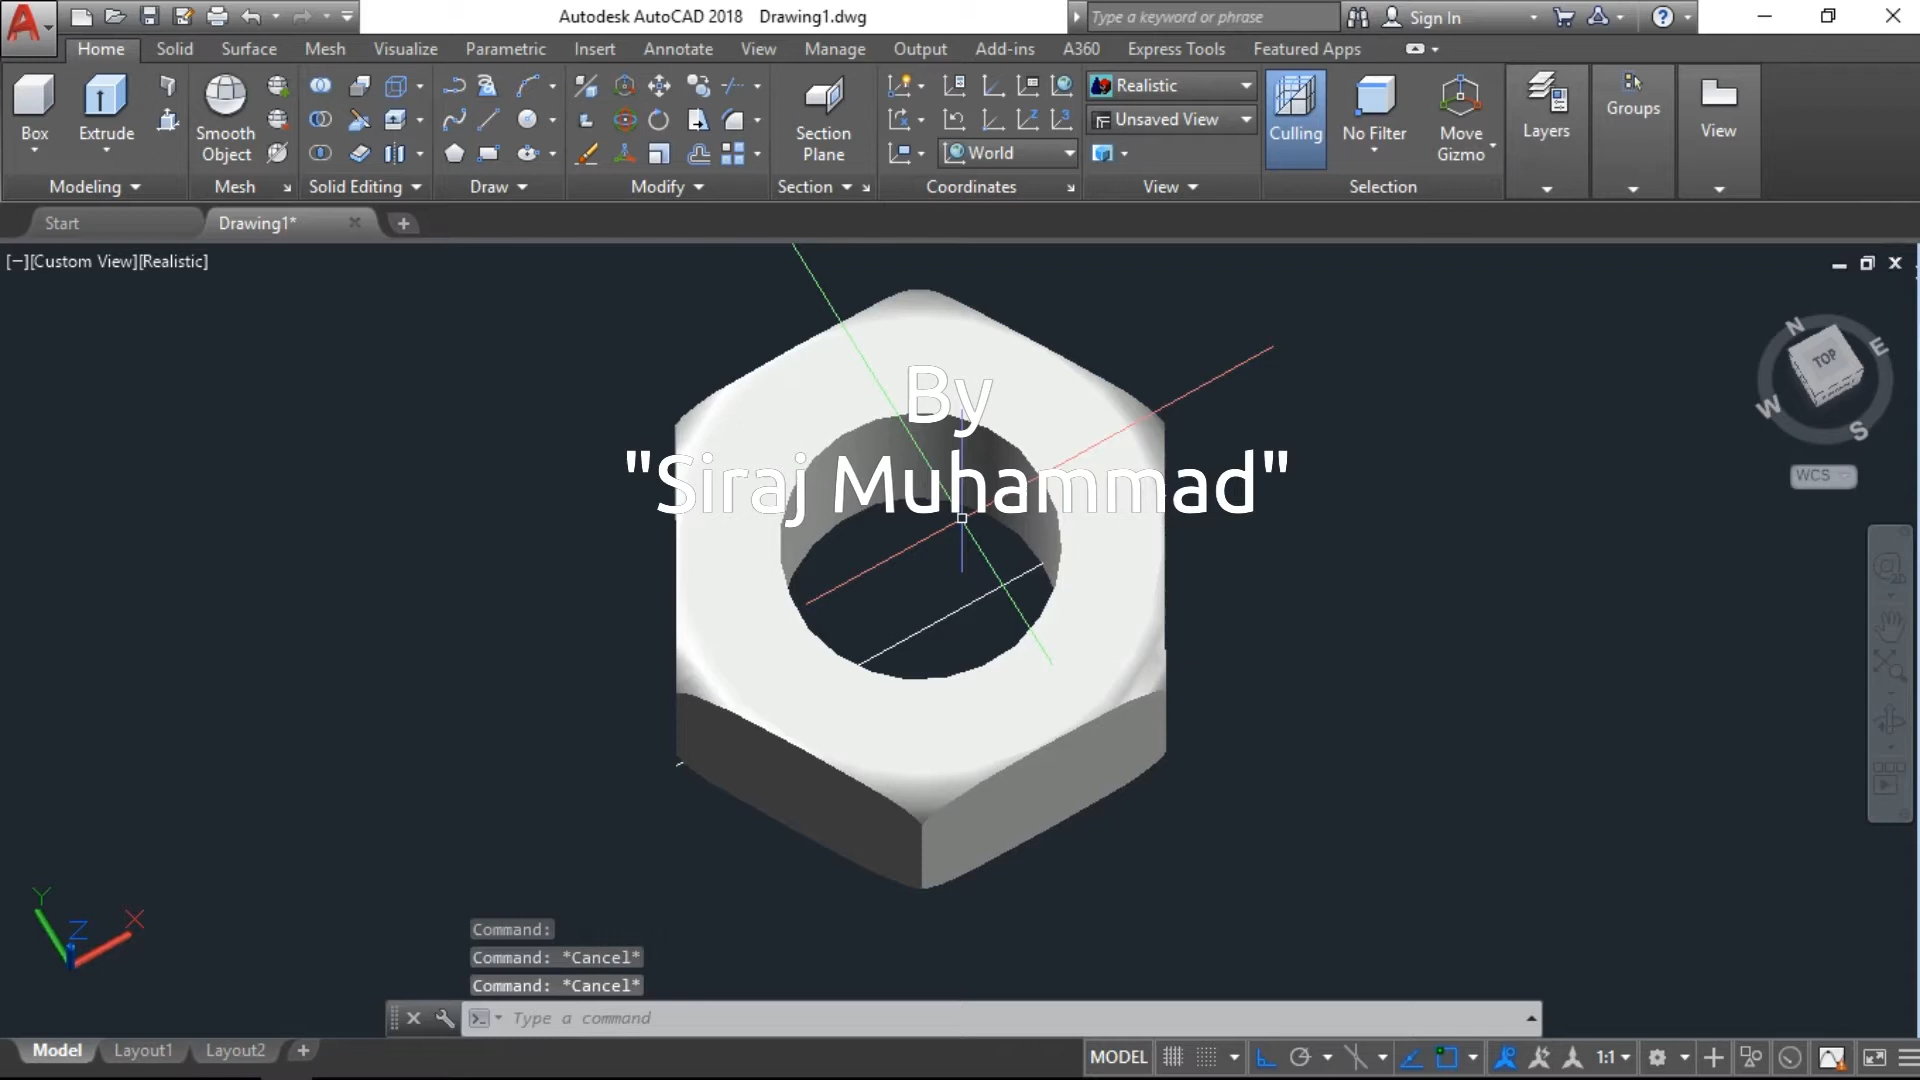 Autodesk AutoCAD 2018 Drawing1.dwg
Type a keyword or phrase
Sign In
Home Solid Surface Mesh Visualize Parametric Insert Annotate View Manage Output Add-ins A360 Express Tools Featured Apps
Box
Extrude
Smooth
Object
Section
Plane
Realistic
Unsaved View
World
Culling
No Filter
Move
Gizmo
Layers
Groups
View
Modeling Mesh Solid Editing Draw Modify Section Coordinates View Selection
Start Drawing1*
[−][Custom View][Realistic]
By
"Siraj Muhammad"
N
E
TOP
W
S
WCS
Y
Z
X
Command:
Command: *Cancel*
Command: *Cancel*
Type a command
Model Layout1 Layout2
MODEL 1:1